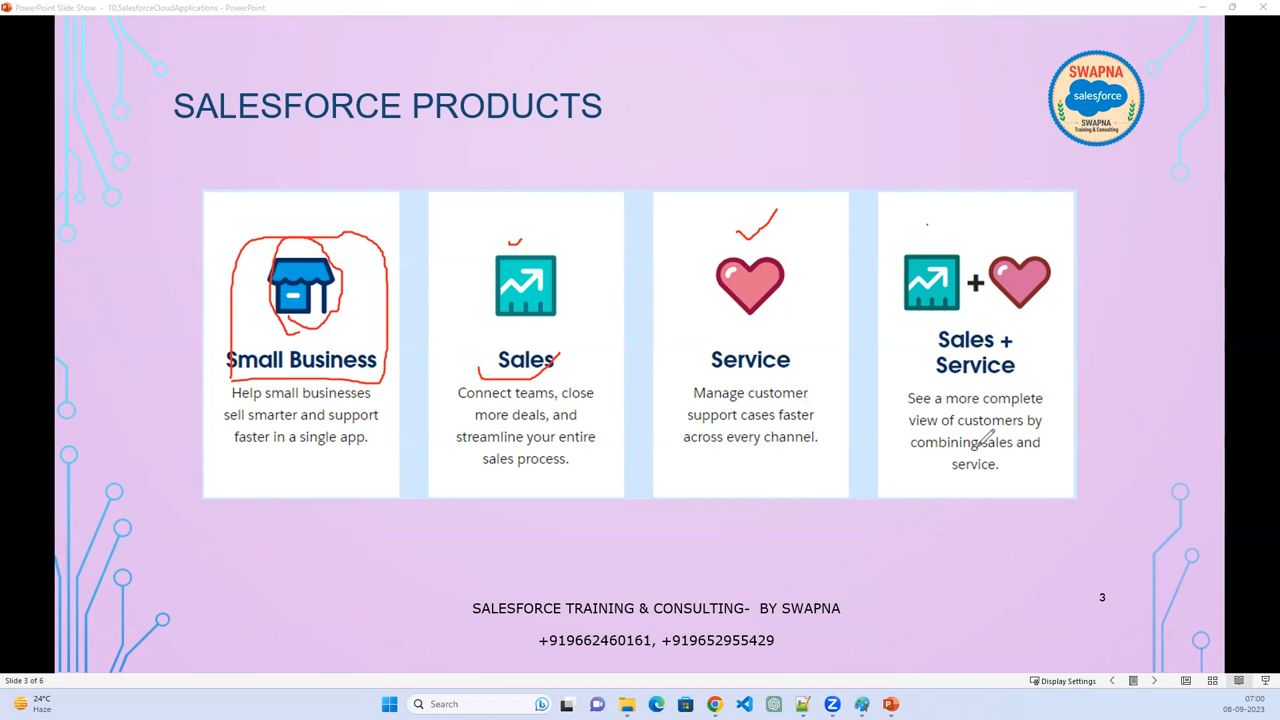 PowerPoint Slide Show - 10.SalesforceCloudApplications - PowerPoint
SALESFORCE PRODUCTS
SWAPNA
salesforce
SWAPNA
Training & Consulting
Small Business
Help small businesses
sell smarter and support
faster in a single app.
Sales
Connect teams, close
more deals, and
streamline your entire
sales process.
Service
Manage customer
support cases faster
across every channel.
+
Sales +
Service
See a more complete
view of customers by
combining sales and
service.
3
SALESFORCE TRAINING & CONSULTING- BY SWAPNA
+919662460161, +919652955429
Slide 3 of 6
Display Settings
24°C
Haze
Search
07:00
08-09-2023